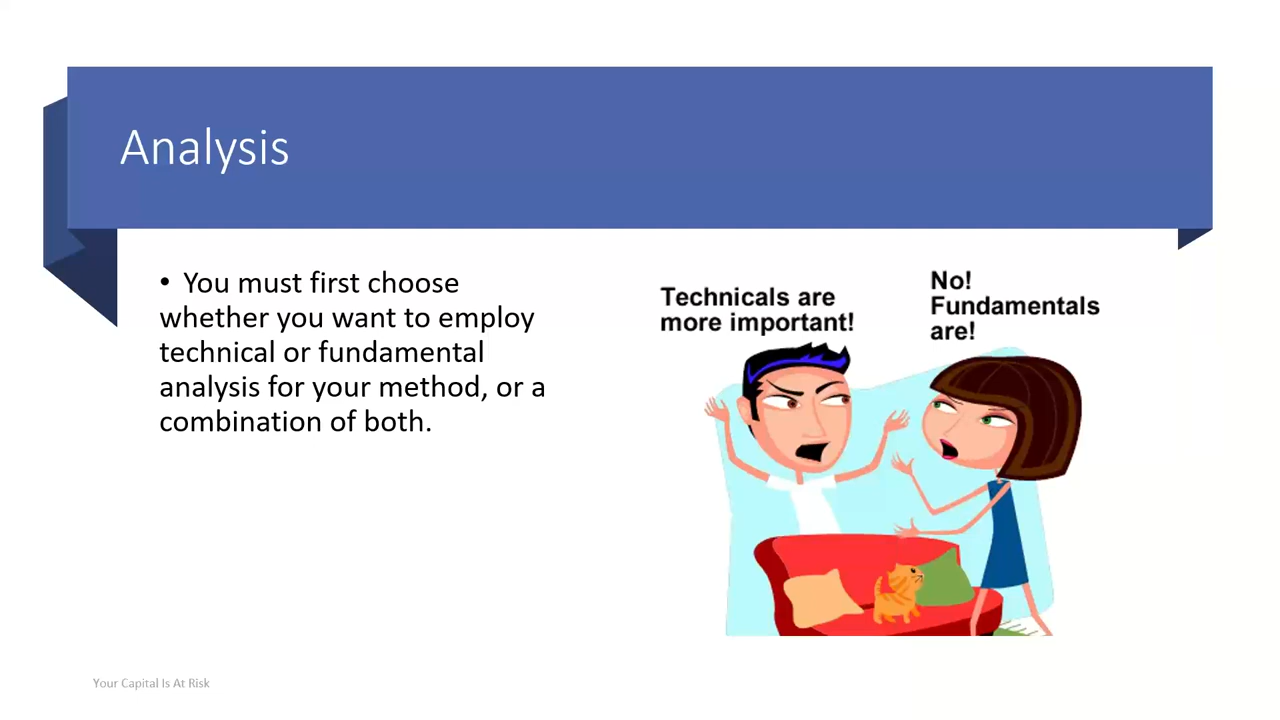 Analysis
• You must first choose
whether you want to employ
technical or fundamental
analysis for your method, or a
combination of both.
Technicals are
more important!
No!
Fundamentals
are!
Your Capital Is At Risk